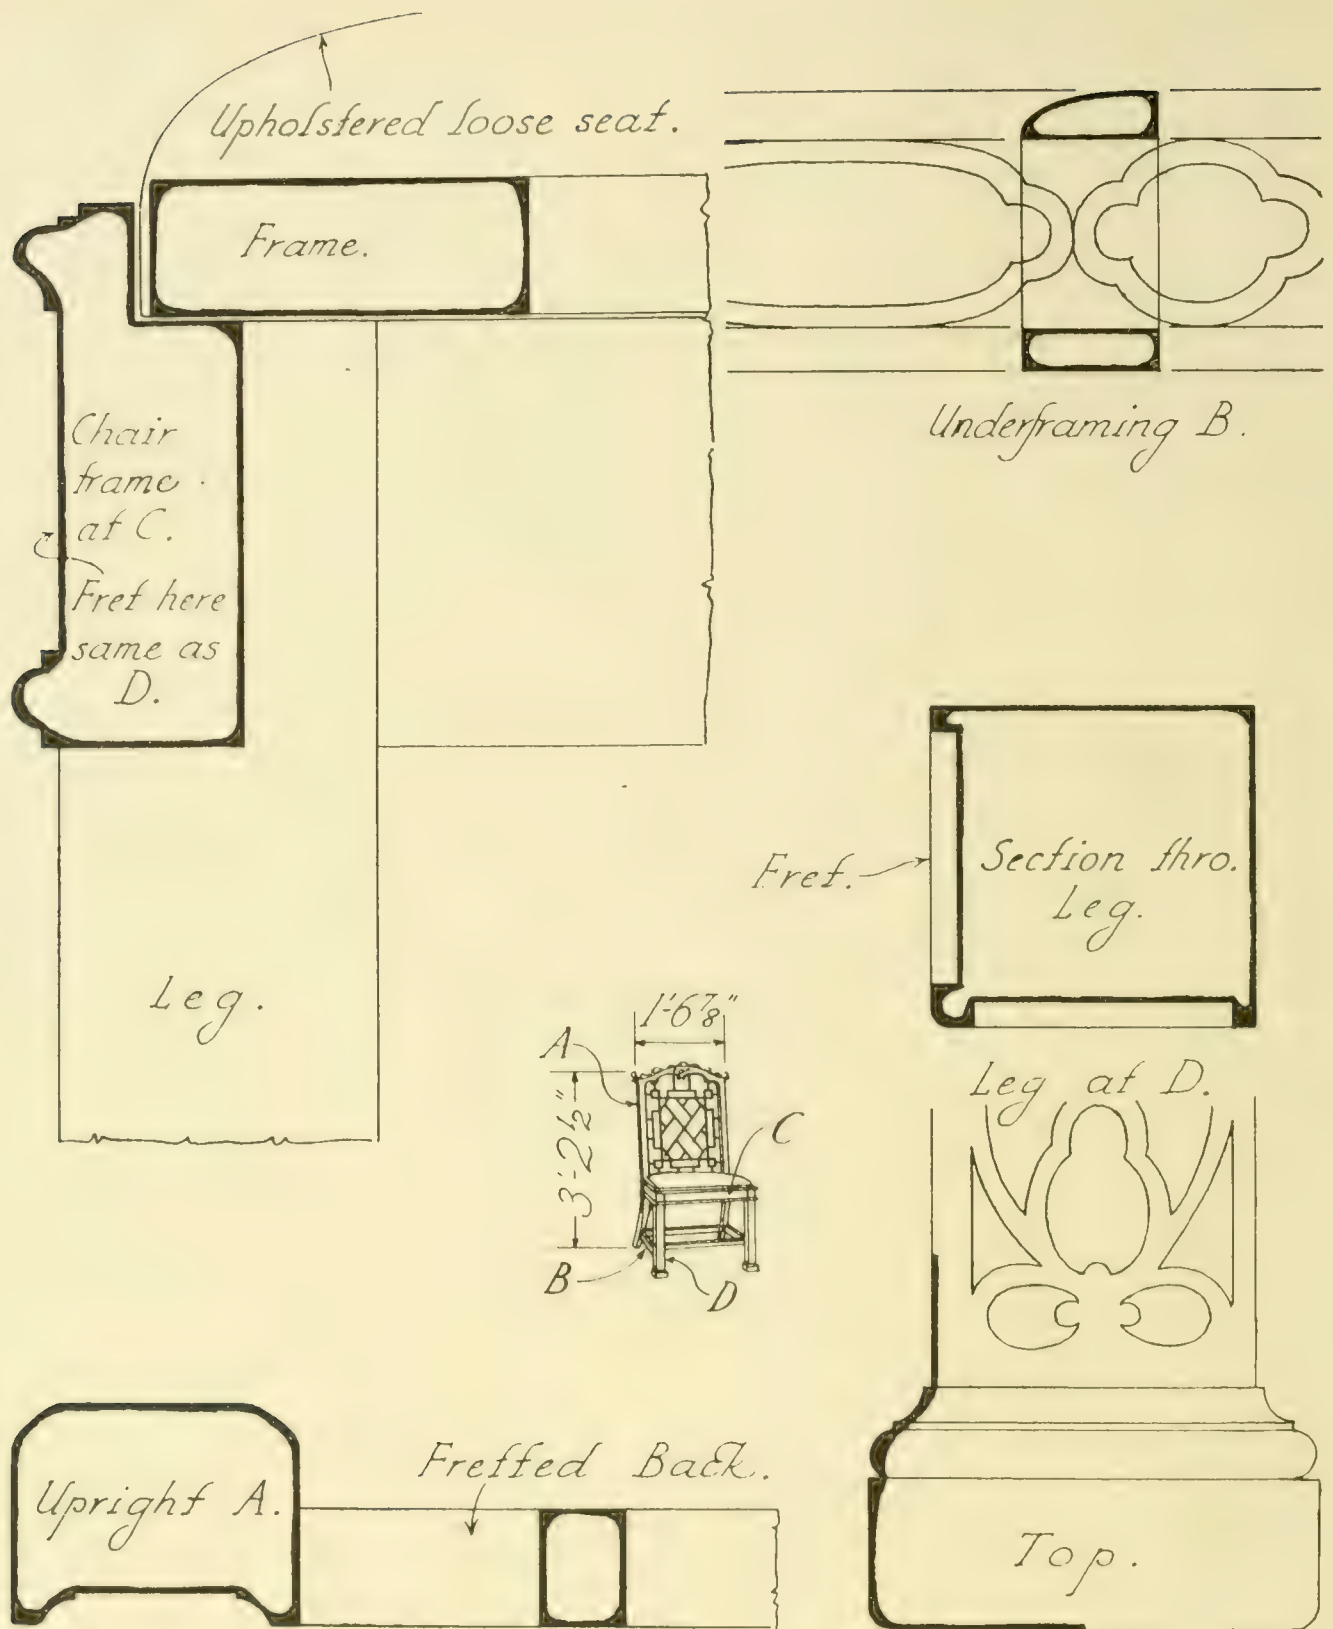 Upholstered loose seat.
Frame.
Underframing B.
Chair
frame
at C.
Fret here
same as
D.
Fret.
Section thro.
Leg.
Leg.
1'-6⅞"
A
3'-2½"
C
B
D
Leg at D.
Upright A.
Fretted Back.
Top.